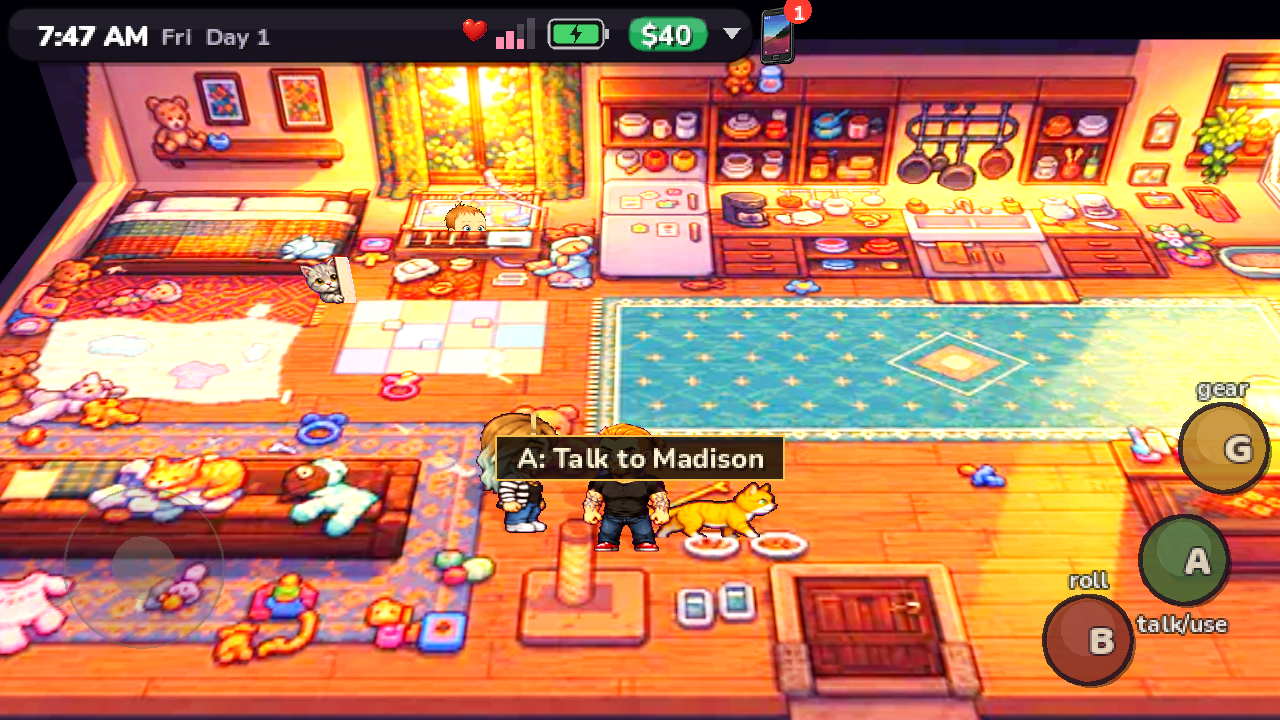 7:47 AM Fri Day 1 $40 1
gear
G
A: Talk to Madison
A
roll
talk/use
B